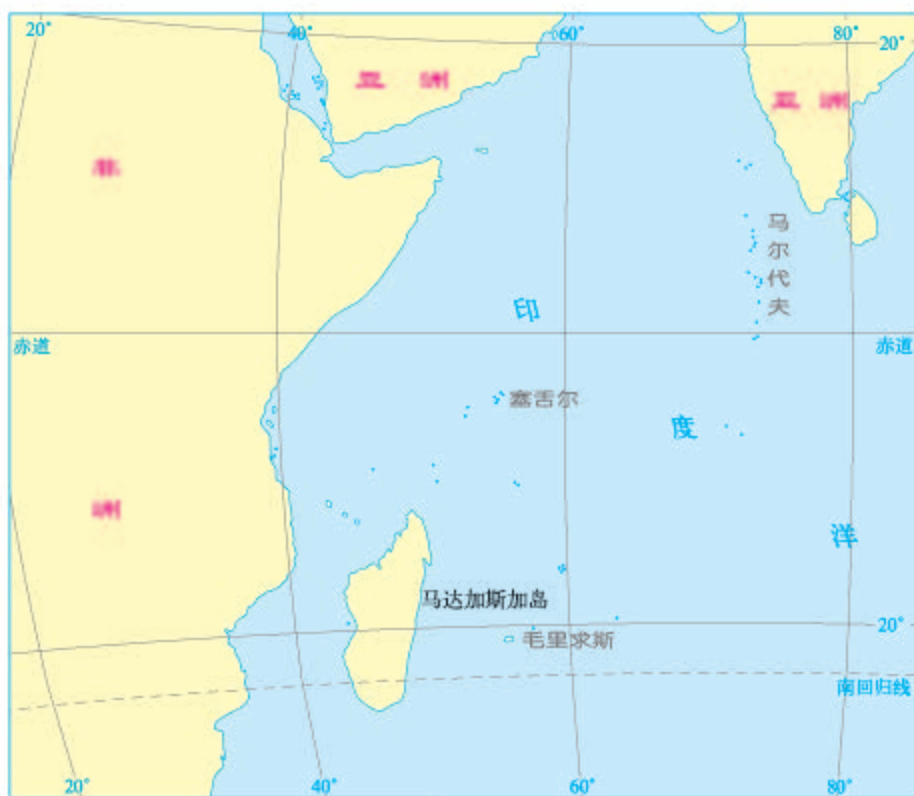 20°
40°
60°
80°
20°
亚 洲
亚 洲
非
马尔代夫
印
赤道
赤道
塞舌尔
度
洲
洋
马达加斯加岛
20°
毛里求斯
南回归线
20°
40°
60°
80°